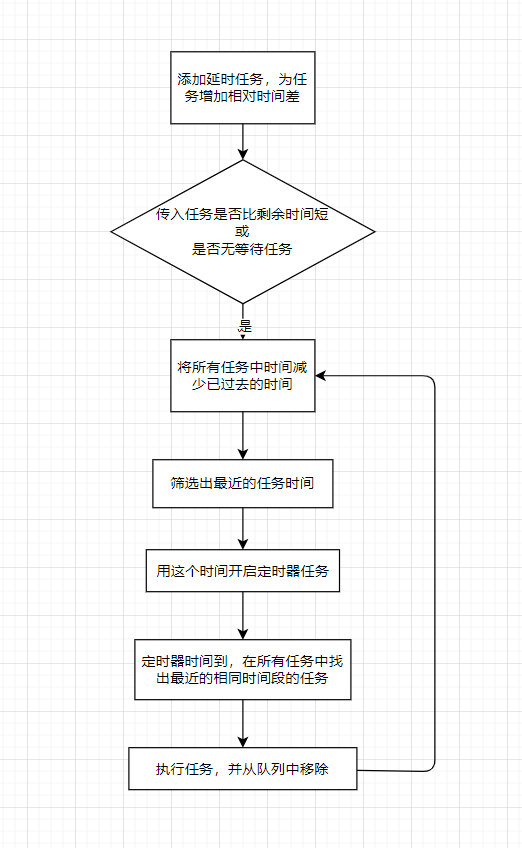 添加延时任务，为任
务增加相对时间差
传入任务是否比剩余时间短
或
是否无等待任务
是
将所有任务中时间减
少已过去的时间
筛选出最近的任务时间
用这个时间开启定时器任务
定时器时间到，在所有任务中找
出最近的相同时间段的任务
执行任务，并从队列中移除